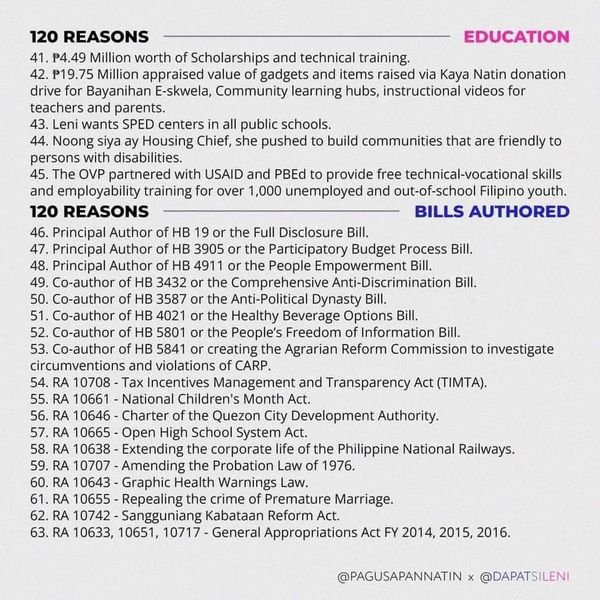 120 REASONS EDUCATION
41. ₱4.49 Million worth of Scholarships and technical training.
42. ₱19.75 Million appraised value of gadgets and items raised via Kaya Natin donation
drive for Bayanihan E-skwela, Community learning hubs, instructional videos for
teachers and parents.
43. Leni wants SPED centers in all public schools.
44. Noong siya ay Housing Chief, she pushed to build communities that are friendly to
persons with disabilities.
45. The OVP partnered with USAID and PBEd to provide free technical-vocational skills
and employability training for over 1,000 unemployed and out-of-school Filipino youth.
120 REASONS BILLS AUTHORED
46. Principal Author of HB 19 or the Full Disclosure Bill.
47. Principal Author of HB 3905 or the Participatory Budget Process Bill.
48. Principal Author of HB 4911 or the People Empowerment Bill.
49. Co-author of HB 3432 or the Comprehensive Anti-Discrimination Bill.
50. Co-author of HB 3587 or the Anti-Political Dynasty Bill.
51. Co-author of HB 4021 or the Healthy Beverage Options Bill.
52. Co-author of HB 5801 or the People's Freedom of Information Bill.
53. Co-author of HB 5841 or creating the Agrarian Reform Commission to investigate
circumventions and violations of CARP.
54. RA 10708 - Tax Incentives Management and Transparency Act (TIMTA).
55. RA 10661 - National Children's Month Act.
56. RA 10646 - Charter of the Quezon City Development Authority.
57. RA 10665 - Open High School System Act.
58. RA 10638 - Extending the corporate life of the Philippine National Railways.
59. RA 10707 - Amending the Probation Law of 1976.
60. RA 10643 - Graphic Health Warnings Law.
61. RA 10655 - Repealing the crime of Premature Marriage.
62. RA 10742 - Sangguniang Kabataan Reform Act.
63. RA 10633, 10651, 10717 - General Appropriations Act FY 2014, 2015, 2016.
@PAGUSAPANNATIN x @DAPATSILENI